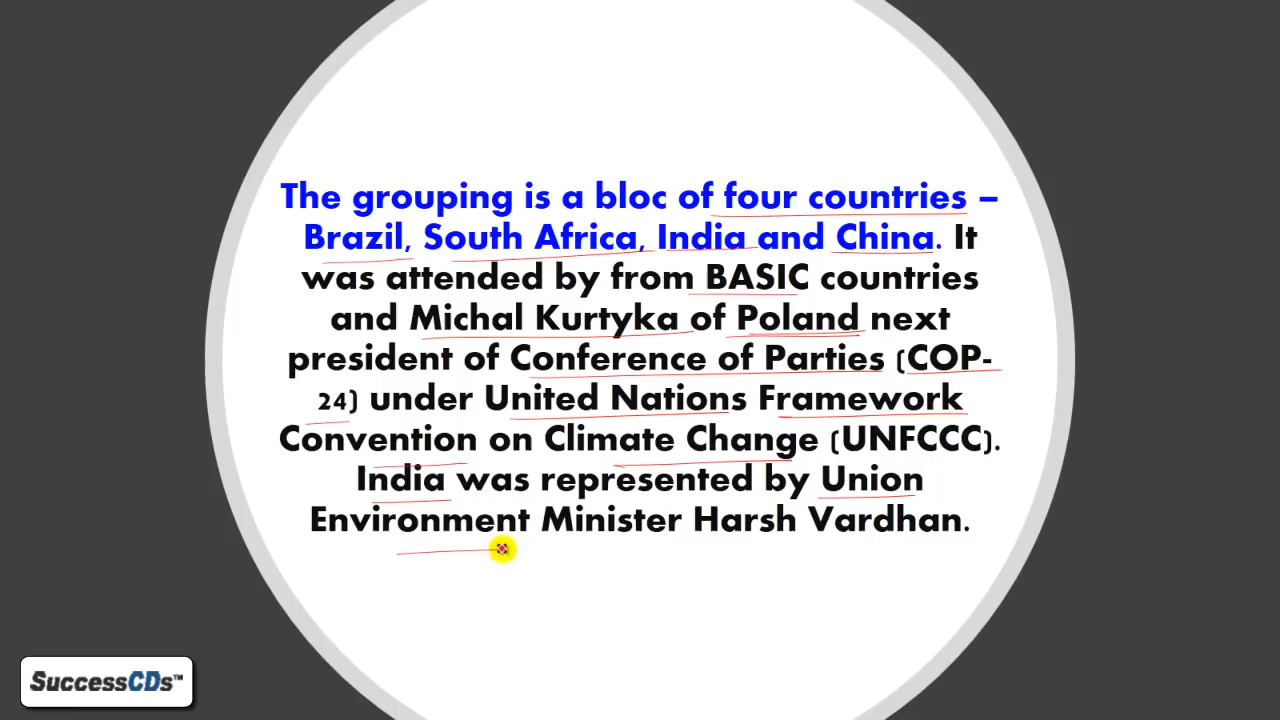 The grouping is a bloc of four countries –
Brazil, South Africa, India and China. It
was attended by from BASIC countries
and Michal Kurtyka of Poland next
president of Conference of Parties (COP-
24) under United Nations Framework
Convention on Climate Change (UNFCCC).
India was represented by Union
Environment Minister Harsh Vardhan.
SuccessCDs™